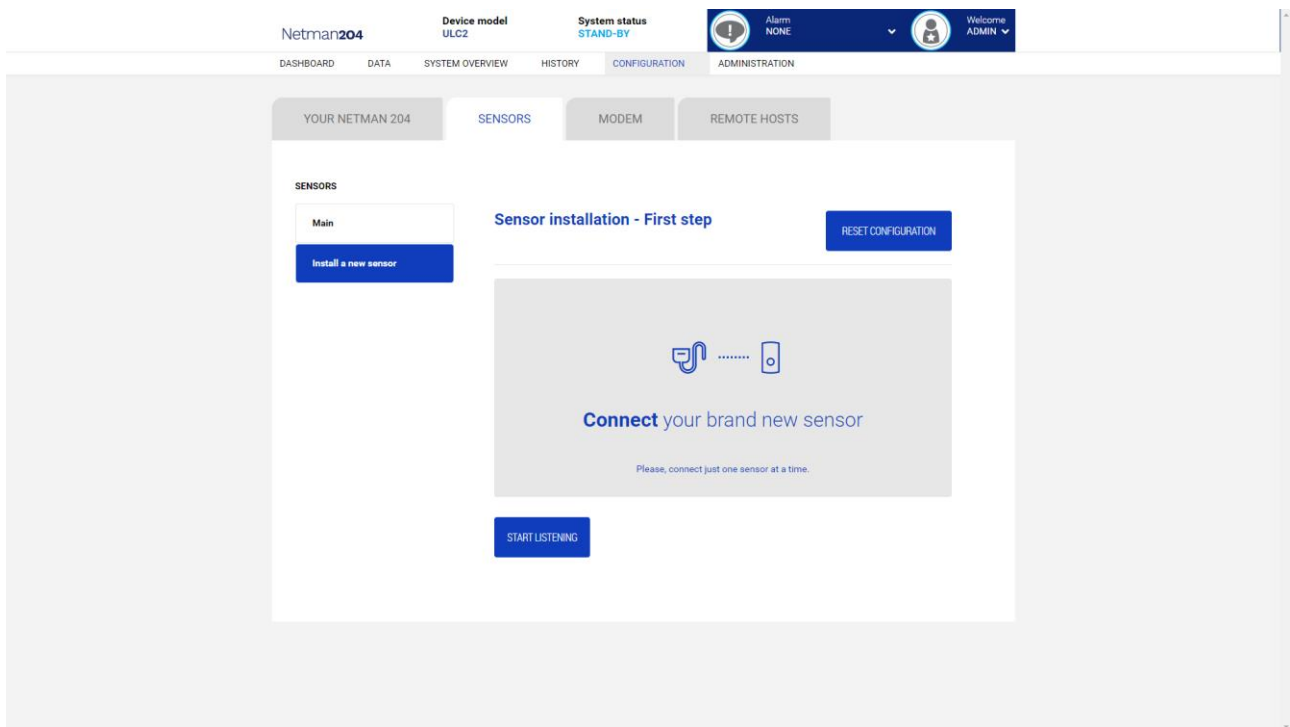 Netman204
Device model
ULC2
System status
STAND-BY
Alarm
NONE
Welcome
ADMIN
DASHBOARD DATA SYSTEM OVERVIEW HISTORY CONFIGURATION ADMINISTRATION
YOUR NETMAN 204 SENSORS MODEM REMOTE HOSTS
SENSORS
Main
Install a new sensor
Sensor installation - First step
RESET CONFIGURATION
Connect your brand new sensor
Please, connect just one sensor at a time.
START LISTENING